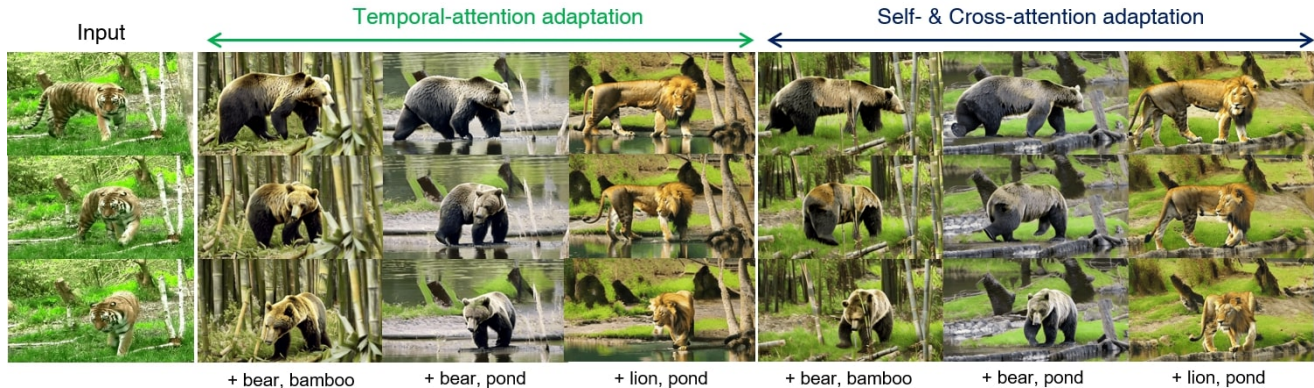 Input
Temporal-attention adaptation
Self- & Cross-attention adaptation
+ bear, bamboo
+ bear, pond
+ lion, pond
+ bear, bamboo
+ bear, pond
+ lion, pond